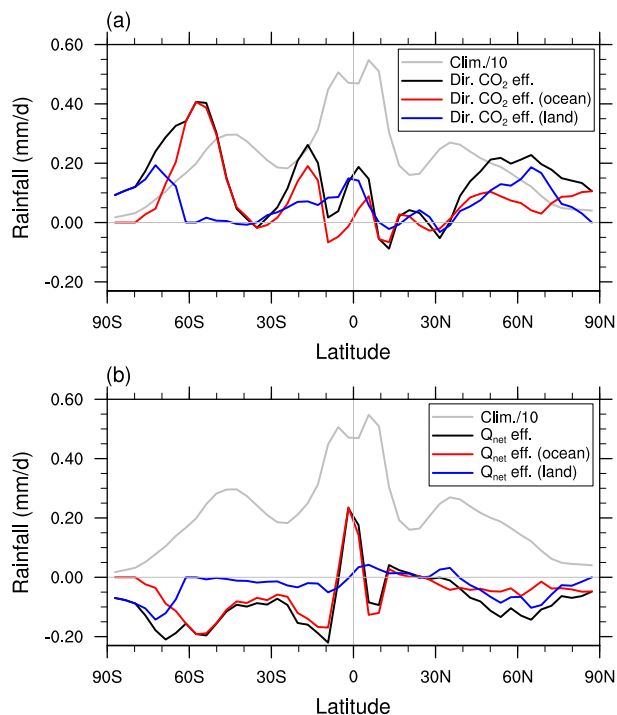 (a)
0.60
0.40
0.20
0.00
-0.20
Rainfall (mm/d)
Clim./10
Dir. CO₂ eff.
Dir. CO₂ eff. (ocean)
Dir. CO₂ eff. (land)
90S 60S 30S 0 30N 60N 90N
Latitude
(b)
0.60
0.40
0.20
0.00
-0.20
Rainfall (mm/d)
Clim./10
Qnet eff.
Qnet eff. (ocean)
Qnet eff. (land)
90S 60S 30S 0 30N 60N 90N
Latitude